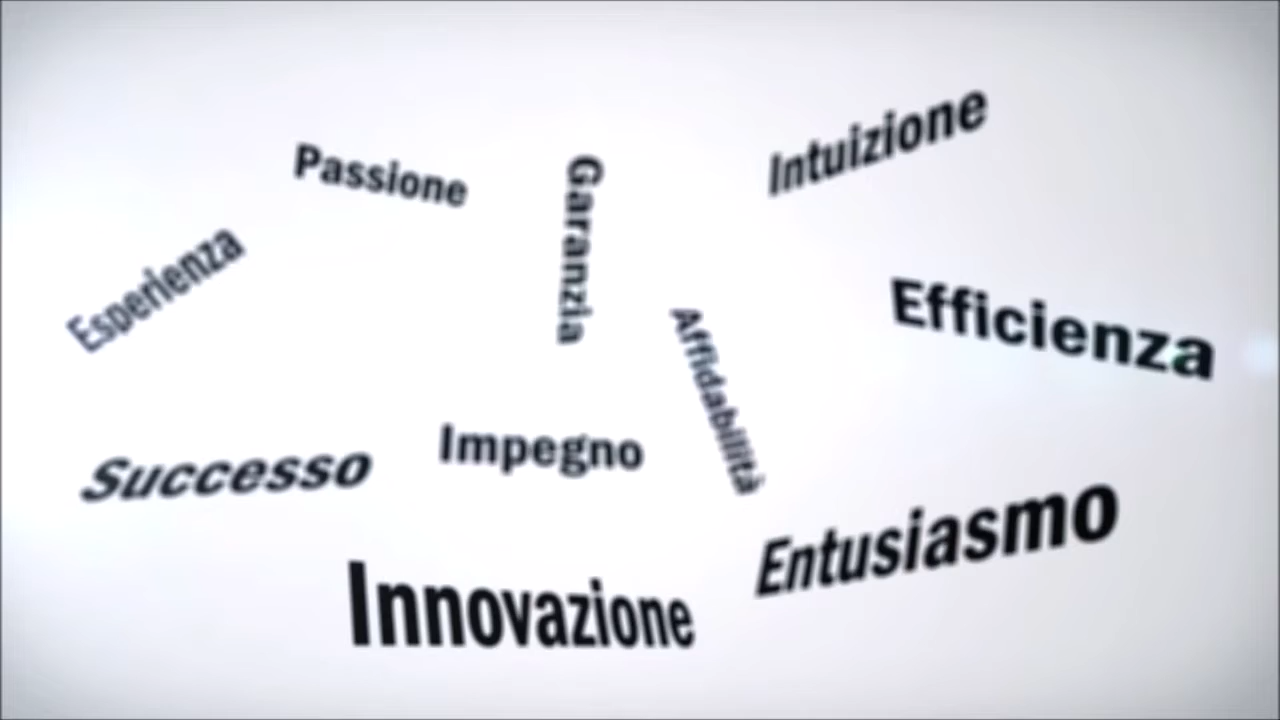 Intuizione
Passione
Garanzia
Esperienza
Efficienza
Affidabilità
Impegno
Successo
Entusiasmo
Innovazione